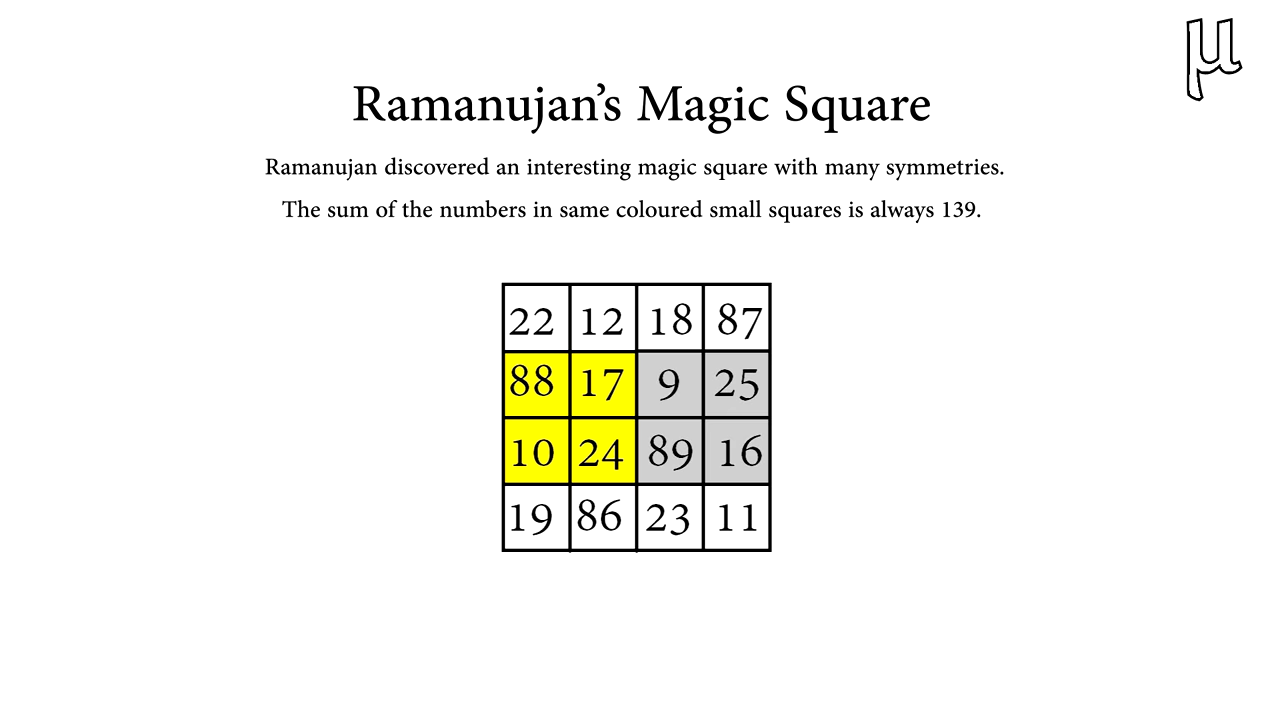 μ
Ramanujan’s Magic Square
Ramanujan discovered an interesting magic square with many symmetries.
The sum of the numbers in same coloured small squares is always 139.
22 12 18 87
88 17 9 25
10 24 89 16
19 86 23 11